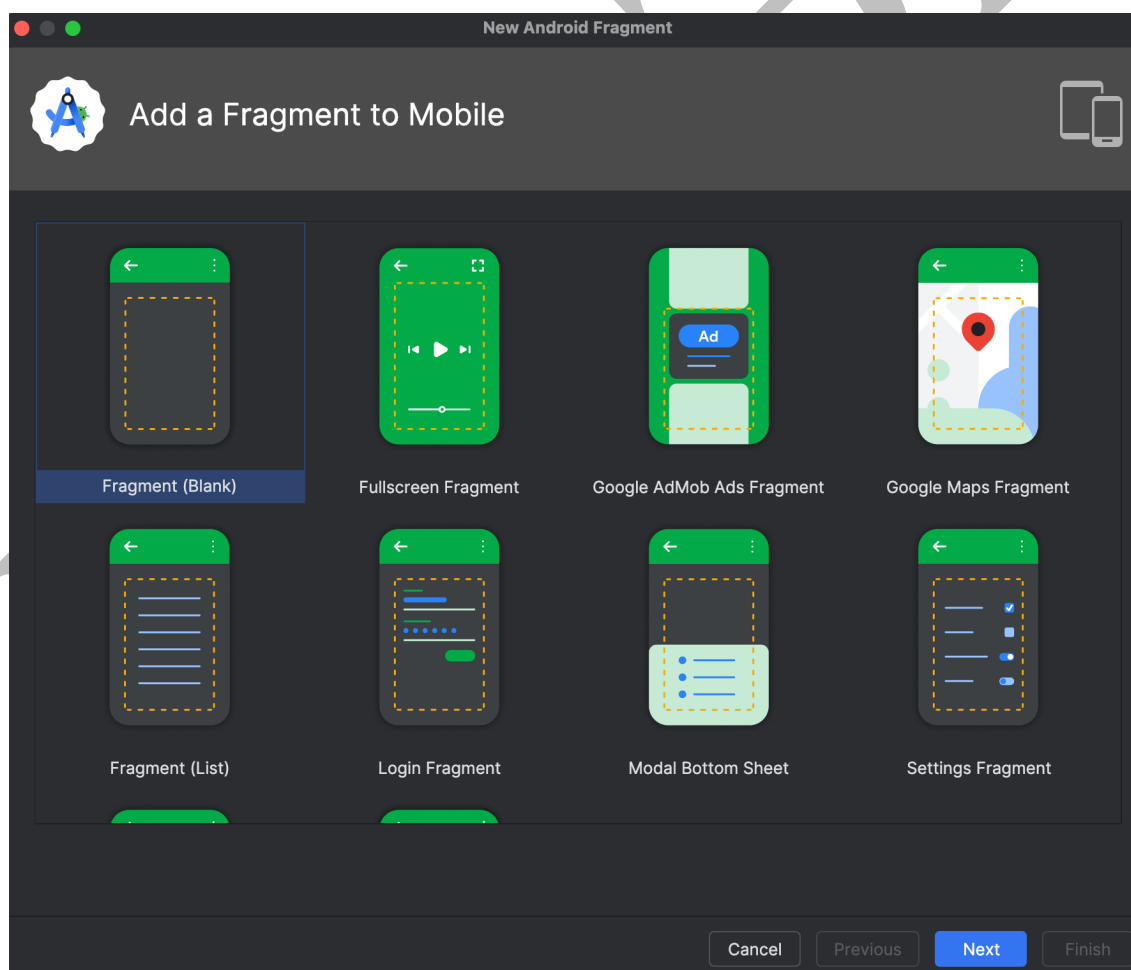 New Android Fragment
Add a Fragment to Mobile
Ad
Fragment (Blank)
Fullscreen Fragment
Google AdMob Ads Fragment
Google Maps Fragment
Fragment (List)
Login Fragment
Modal Bottom Sheet
Settings Fragment
Cancel
Previous
Next
Finish